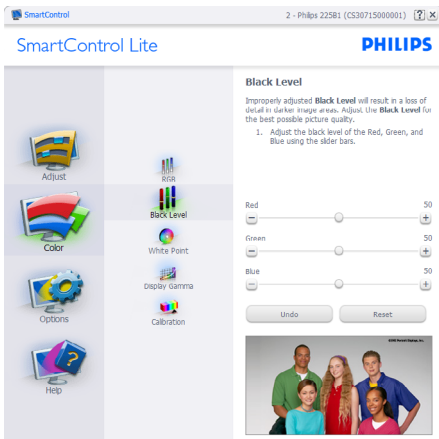 SmartControl
2 - Philips 225B1 (CS30715000001)
?
×
SmartControl Lite
PHILIPS
Adjust
Color
Options
Help
RGB
Black Level
White Point
Display Gamma
Calibration
Black Level
Improperly adjusted Black Level will result in a loss of
detail in darker image areas. Adjust the Black Level for
the best possible picture quality.
1. Adjust the black level of the Red, Green, and
Blue using the slider bars.
Red 50
Green 50
Blue 50
Undo
Reset